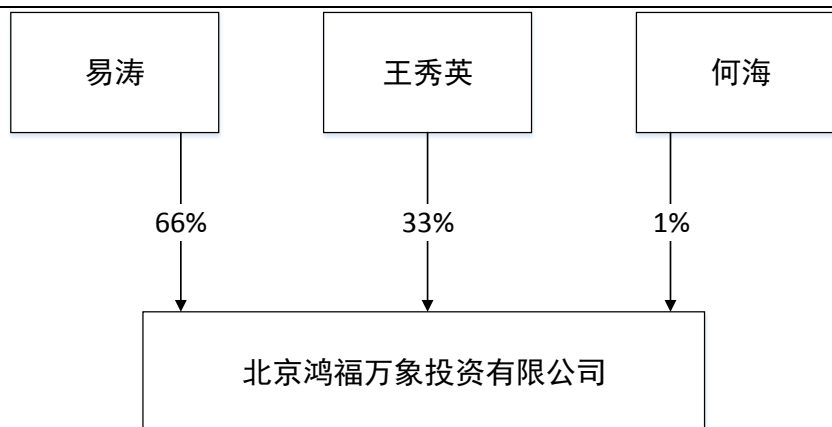 易涛
王秀英
何海
66%
33%
1%
北京鸿福万象投资有限公司